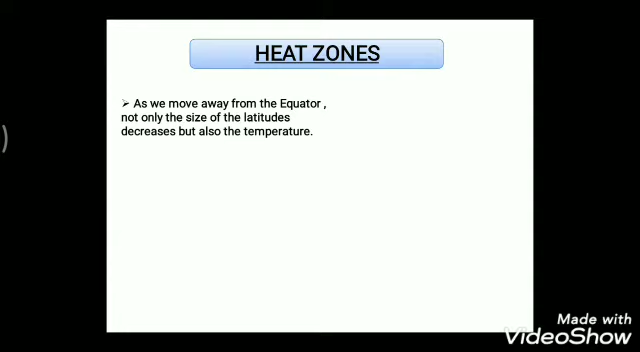 HEAT ZONES
➢ As we move away from the Equator ,
not only the size of the latitudes
decreases but also the temperature.
)
Made with
VideoShow